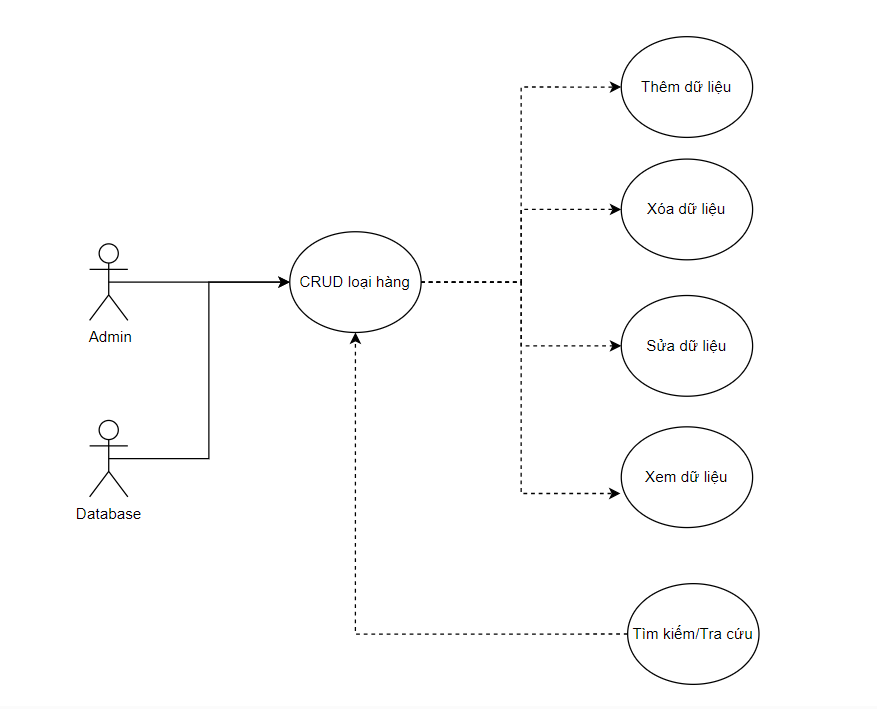 Thêm dữ liệu
Xóa dữ liệu
CRUD loại hàng
Admin
Sửa dữ liệu
Xem dữ liệu
Database
Tìm kiếm/Tra cứu